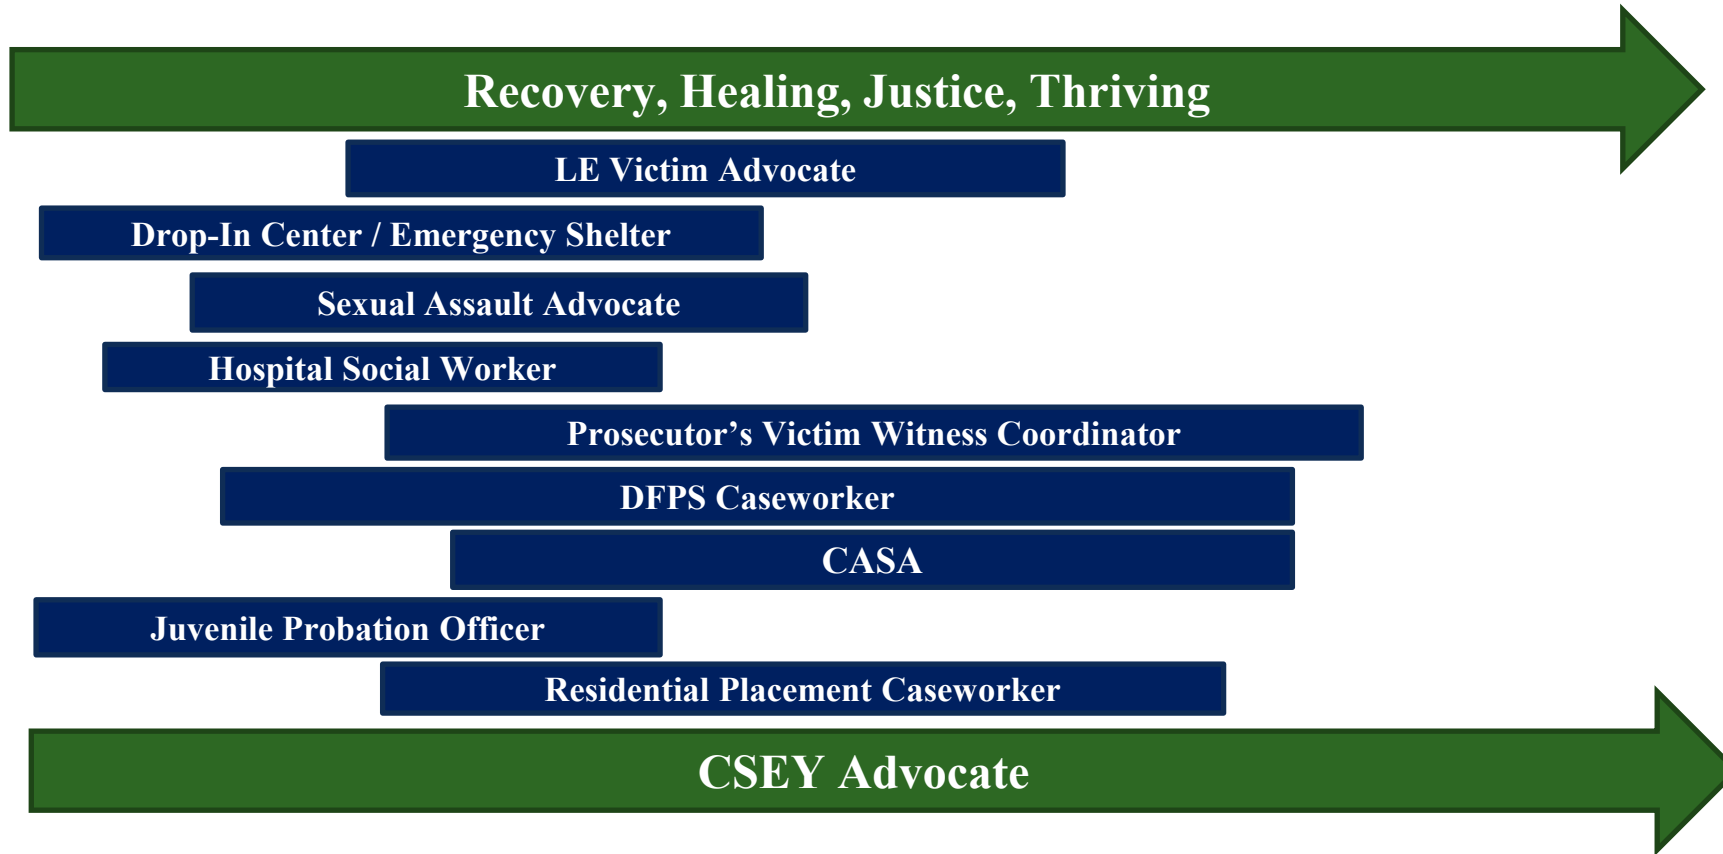 Recovery, Healing, Justice, Thriving
LE Victim Advocate
Drop-In Center / Emergency Shelter
Sexual Assault Advocate
Hospital Social Worker
Prosecutor’s Victim Witness Coordinator
DFPS Caseworker
CASA
Juvenile Probation Officer
Residential Placement Caseworker
CSEY Advocate